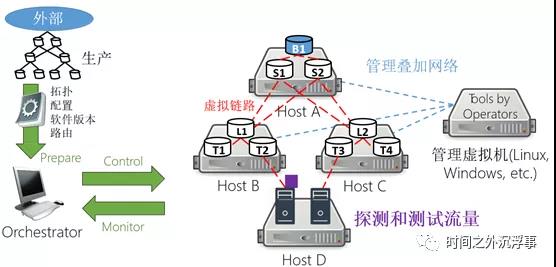 外部
生产
拓扑
配置
软件版本
路由
Prepare
Control
Monitor
Orchestrator
B1
S1
S2
Host A
虚拟链路
管理叠加网络
L1
T1
T2
Host B
L2
T3
T4
Host C
Tools by
Operators
管理虚拟机(Linux,
Windows, etc.)
探测和测试流量
Host D
时间之外沉浮事